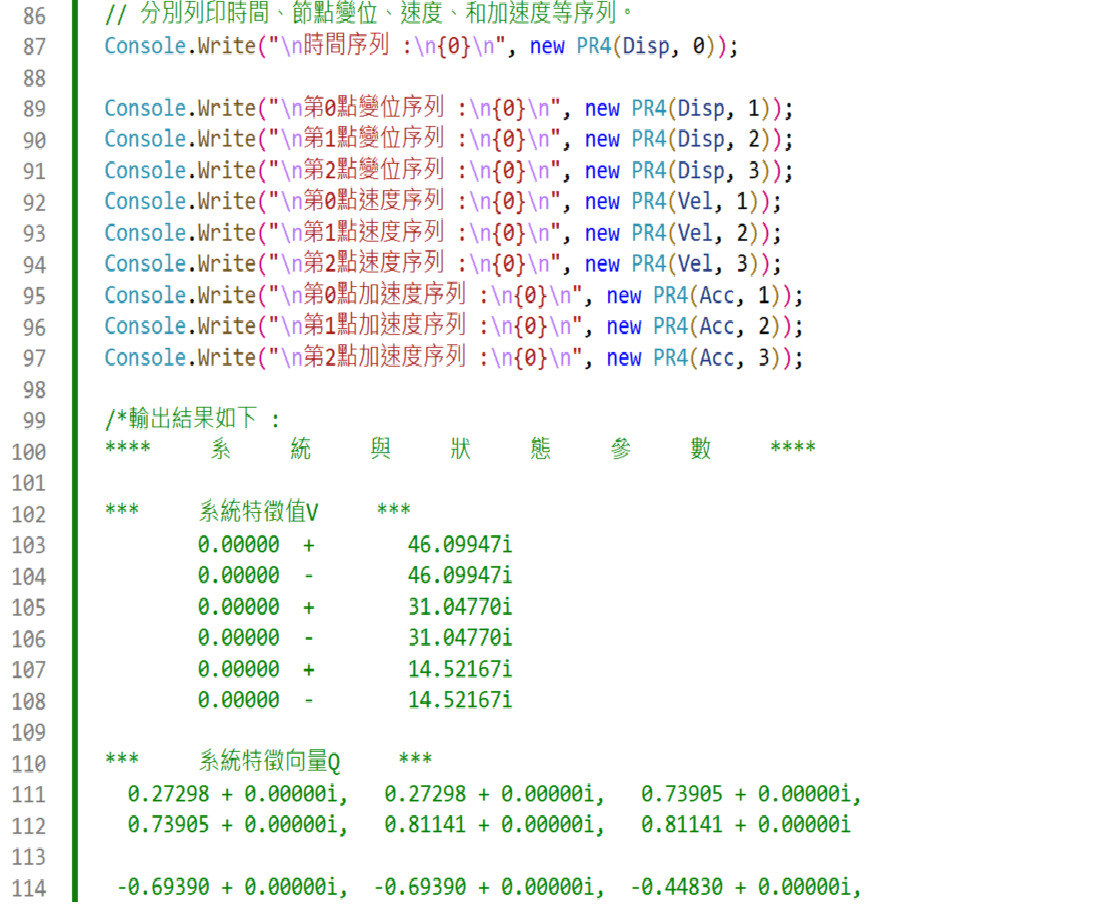 86 // 分別列印時間、節點變位、速度、和加速度等序列。
87 Console.Write("\n時間序列 :\n{0}\n", new PR4(Disp, 0));
88
89 Console.Write("\n第0點變位序列 :\n{0}\n", new PR4(Disp, 1));
90 Console.Write("\n第1點變位序列 :\n{0}\n", new PR4(Disp, 2));
91 Console.Write("\n第2點變位序列 :\n{0}\n", new PR4(Disp, 3));
92 Console.Write("\n第0點速度序列 :\n{0}\n", new PR4(Vel, 1));
93 Console.Write("\n第1點速度序列 :\n{0}\n", new PR4(Vel, 2));
94 Console.Write("\n第2點速度序列 :\n{0}\n", new PR4(Vel, 3));
95 Console.Write("\n第0點加速度序列 :\n{0}\n", new PR4(Acc, 1));
96 Console.Write("\n第1點加速度序列 :\n{0}\n", new PR4(Acc, 2));
97 Console.Write("\n第2點加速度序列 :\n{0}\n", new PR4(Acc, 3));
98
99 /*輸出結果如下 :
100 **** 系 統 與 狀 態 參 數 ****
101
102 *** 系統特徵值V ***
103 0.00000 + 46.09947i
104 0.00000 - 46.09947i
105 0.00000 + 31.04770i
106 0.00000 - 31.04770i
107 0.00000 + 14.52167i
108 0.00000 - 14.52167i
109
110 *** 系統特徵向量Q ***
111 0.27298 + 0.00000i, 0.27298 + 0.00000i, 0.73905 + 0.00000i,
112 0.73905 + 0.00000i, 0.81141 + 0.00000i, 0.81141 + 0.00000i
113
114 -0.69390 + 0.00000i, -0.69390 + 0.00000i, -0.44830 + 0.00000i,